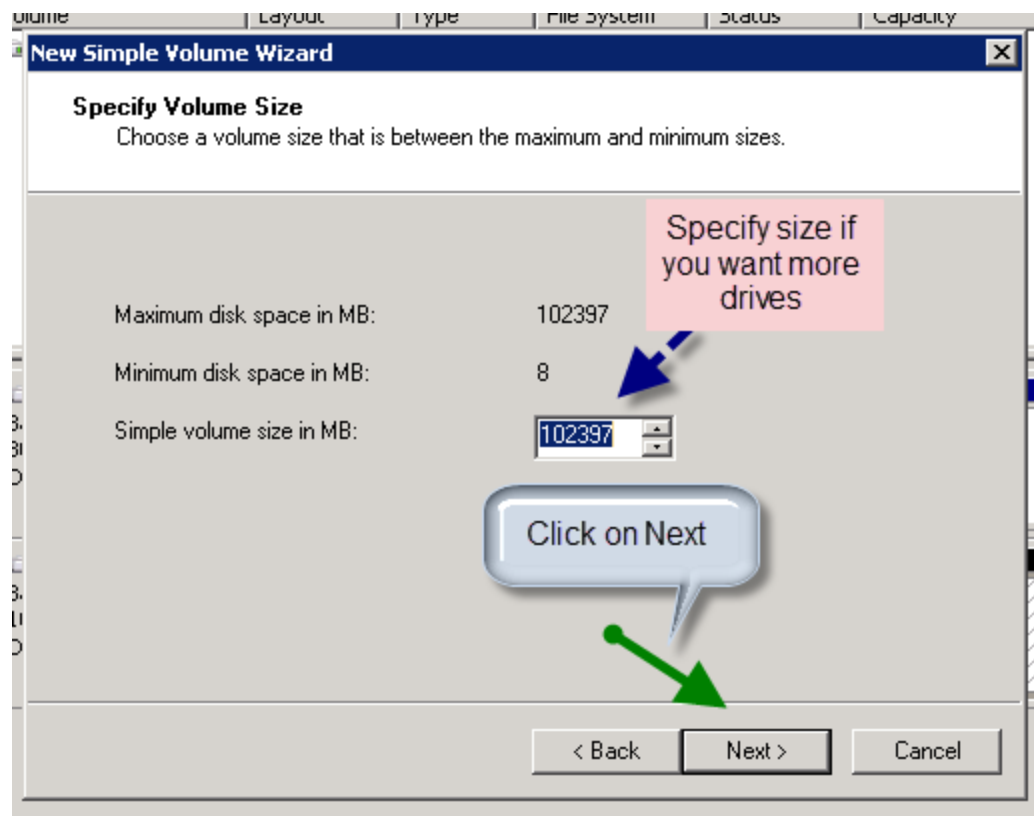 Volume Layout Type File System Status Capacity
New Simple Volume Wizard
Specify Volume Size
Choose a volume size that is between the maximum and minimum sizes.
Specify size if
you want more
drives
Maximum disk space in MB: 102397
Minimum disk space in MB: 8
Simple volume size in MB: 102397
Click on Next
< Back Next > Cancel